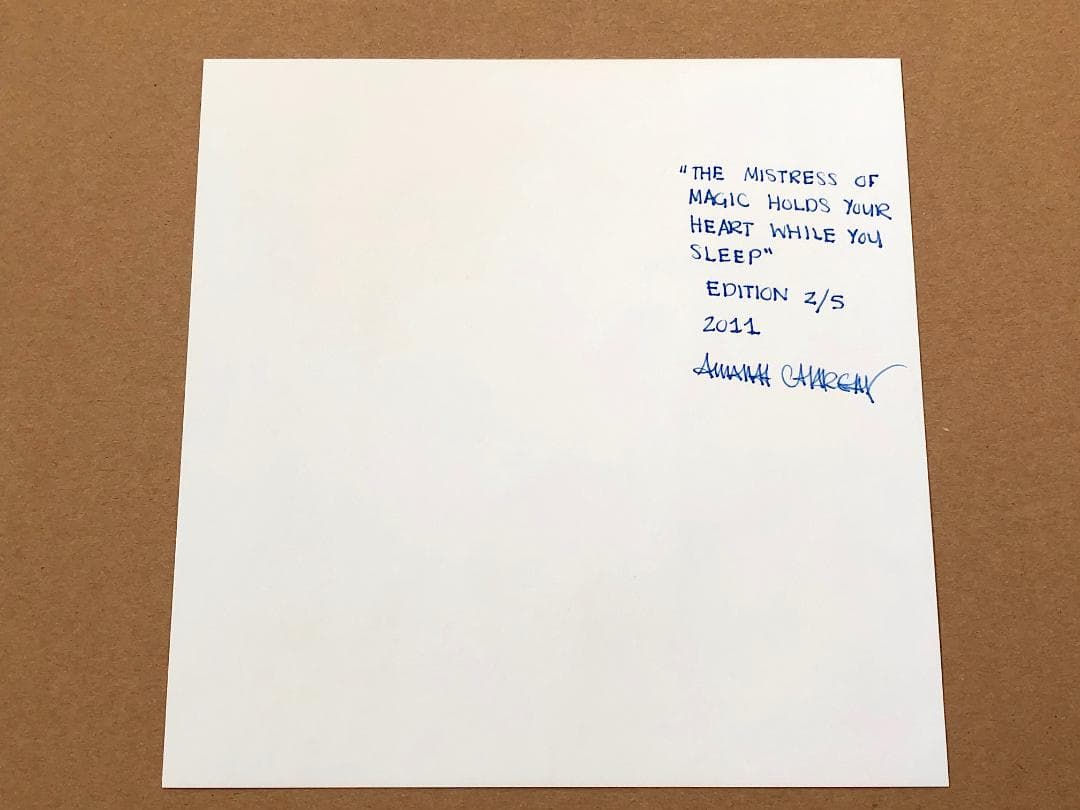 "THE MISTRESS OF
MAGIC HOLDS YOUR
HEART WHILE YOU
SLEEP"
EDITION 2/5
2011